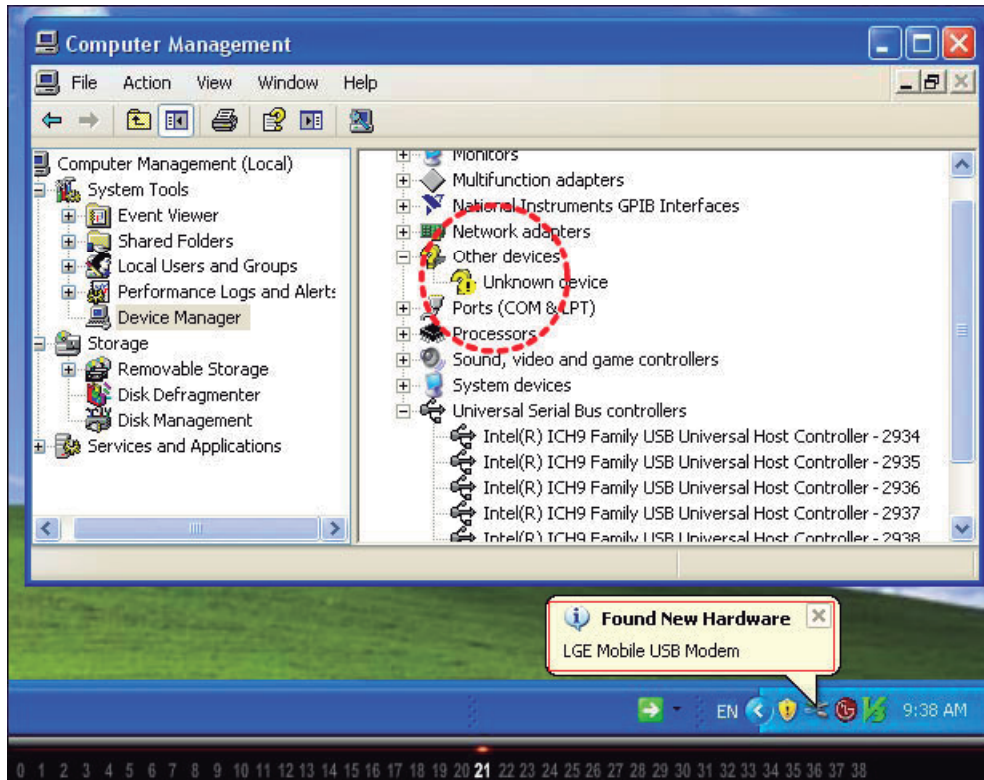 Computer Management
File Action View Window Help
Computer Management (Local)
System Tools
Event Viewer
Shared Folders
Local Users and Groups
Performance Logs and Alert:
Device Manager
Storage
Removable Storage
Disk Defragmenter
Disk Management
Services and Applications
Monitors
Multifunction adapters
National Instruments GPIB Interfaces
Network adapters
Other devices
Unknown device
Ports (COM & LPT)
Processors
Sound, video and game controllers
System devices
Universal Serial Bus controllers
Intel(R) ICH9 Family USB Universal Host Controller - 2934
Intel(R) ICH9 Family USB Universal Host Controller - 2935
Intel(R) ICH9 Family USB Universal Host Controller - 2936
Intel(R) ICH9 Family USB Universal Host Controller - 2937
Intel(R) ICH9 Family USB Universal Host Controller - 2938
Found New Hardware
LGE Mobile USB Modem
EN 9:38 AM
0 1 2 3 4 5 6 7 8 9 10 11 12 13 14 15 16 17 18 19 20 21 22 23 24 25 26 27 28 29 30 31 32 33 34 35 36 37 38